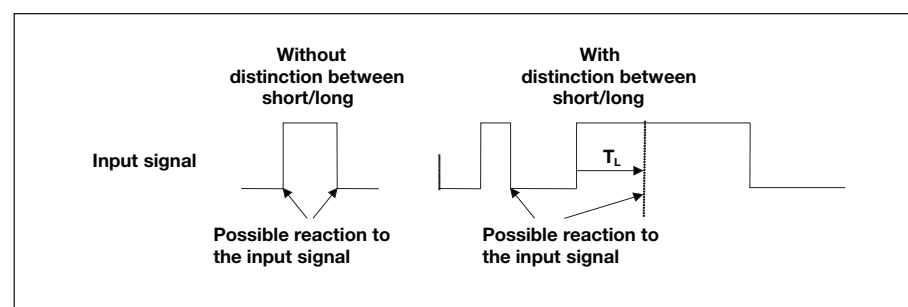 Without
distinction between
short/long
With
distinction between
short/long
Input signal
TL
Possible reaction to
the input signal
Possible reaction to
the input signal